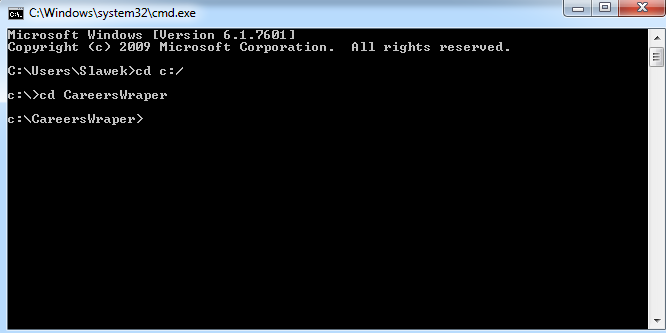 C:\Windows\system32\cmd.exe
Microsoft Windows [Version 6.1.7601]
Copyright (c) 2009 Microsoft Corporation.  All rights reserved.
C:\Users\Slawek>cd c:/
c:\>cd CareersWraper
c:\CareersWraper>